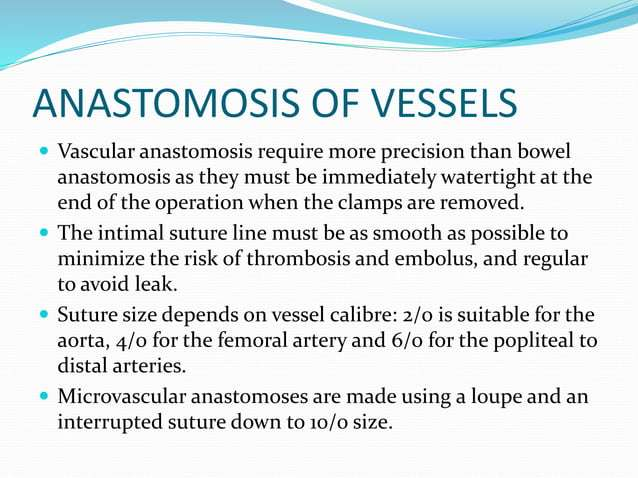 ANASTOMOSIS OF VESSELS
• Vascular anastomosis require more precision than bowel
anastomosis as they must be immediately watertight at the
end of the operation when the clamps are removed.
• The intimal suture line must be as smooth as possible to
minimize the risk of thrombosis and embolus, and regular
to avoid leak.
• Suture size depends on vessel calibre: 2/0 is suitable for the
aorta, 4/0 for the femoral artery and 6/0 for the popliteal to
distal arteries.
• Microvascular anastomoses are made using a loupe and an
interrupted suture down to 10/0 size.